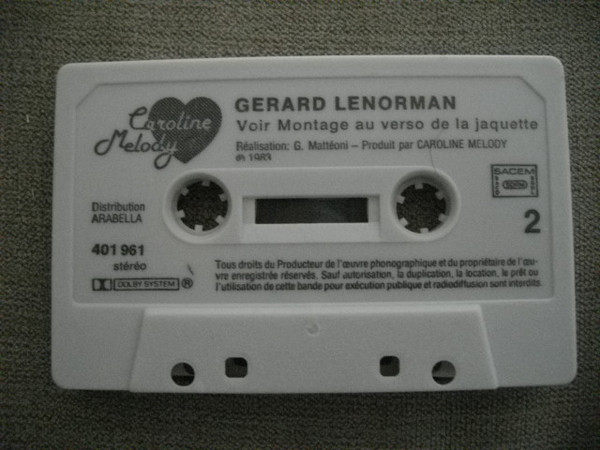 Caroline
Melody
GERARD LENORMAN
Voir Montage au verso de la jaquette
Réalisation: G. Mattéoni - Produit par CAROLINE MELODY
℗ 1983
SACEM
Distribution
ARABELLA
2
401 961
stéréo
DOLBY SYSTEM ®
Tous droits du Producteur de l'œuvre phonographique et du propriétaire de l'œu-
vre enregistrée réservés. Sauf autorisation, la duplication, la location, le prêt ou
l'utilisation de cette bande pour exécution publique et radiodiffusion sont interdits.